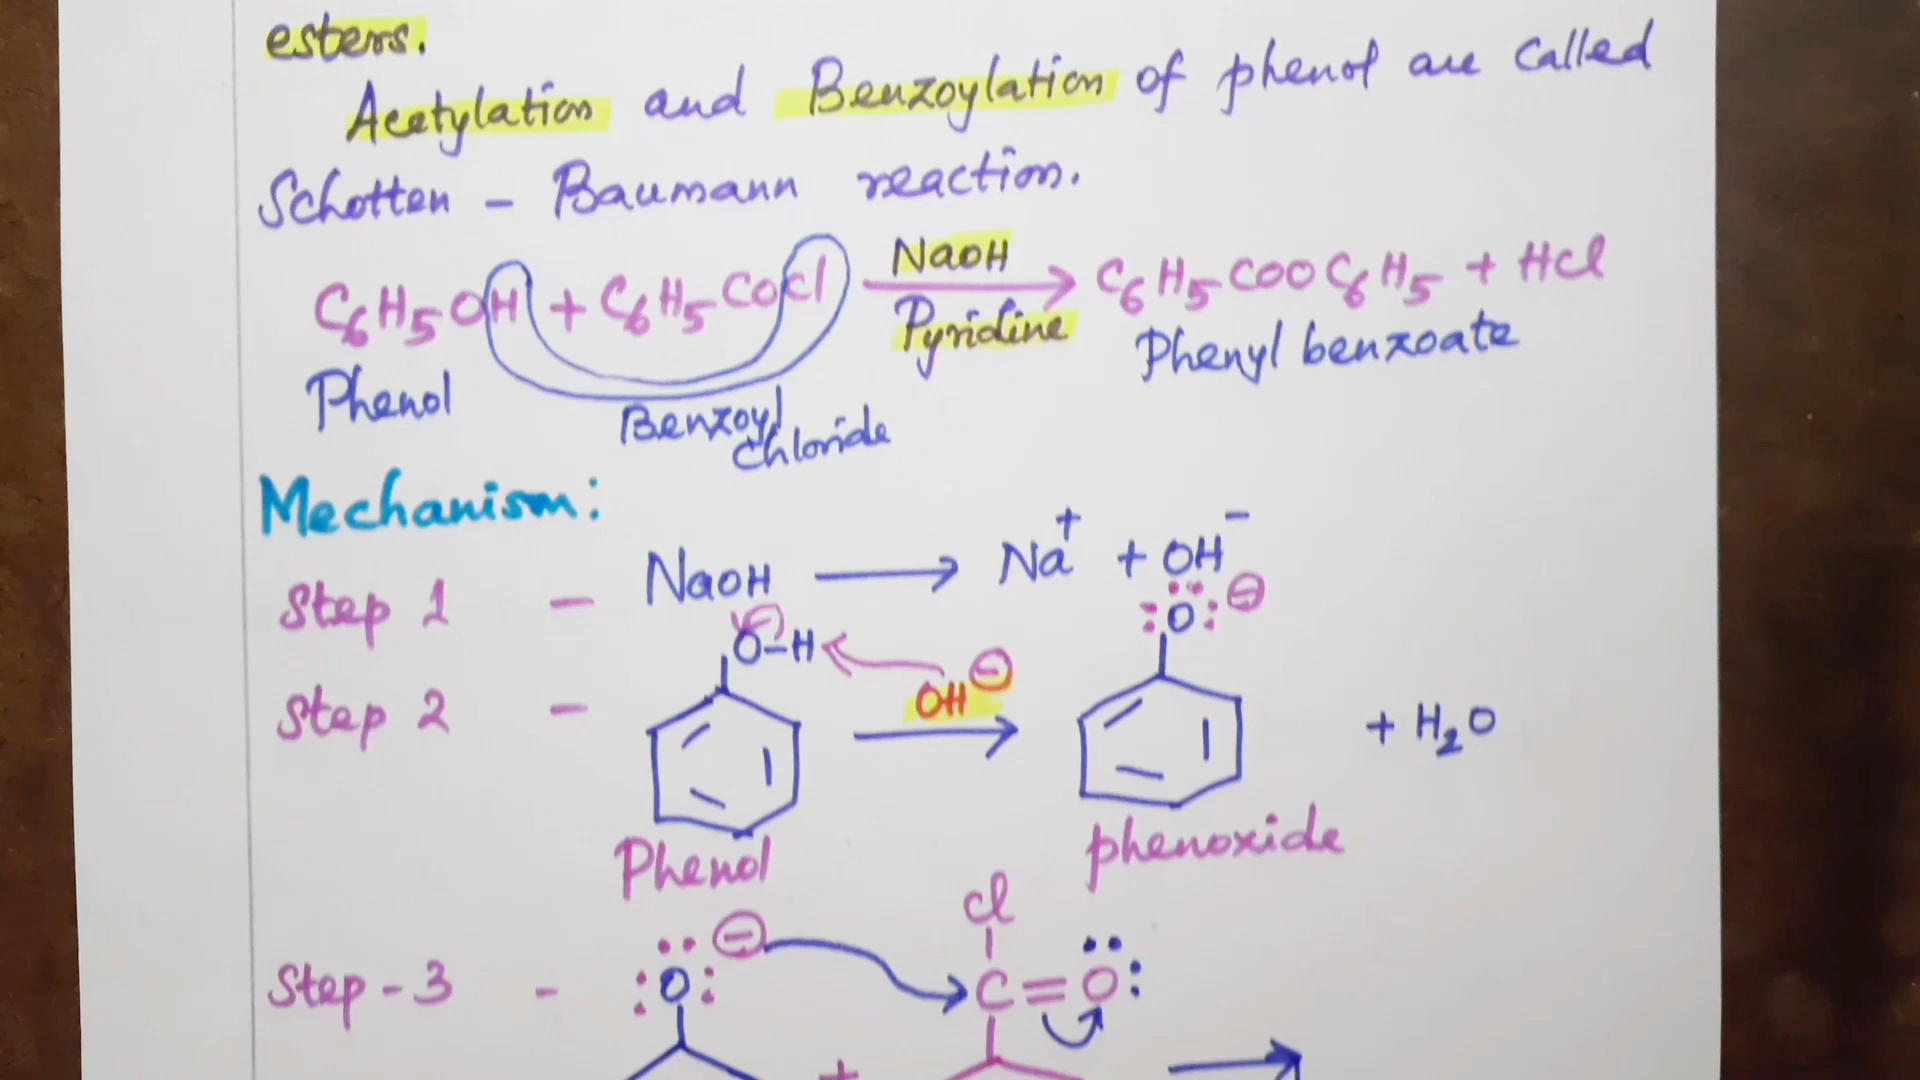 esters.
Acetylation and Benzoylation of phenol are called
Schotten - Baumann reaction.
C6H5OH + C6H5COCl NaOH Pyridine C6H5COOC6H5 + HCl
Phenol Benzoyl chloride Phenyl benzoate
Mechanism:
Step 1 - NaOH → Na+ + OH-
Step 2 - O-H OH⊖ → :O: ⊖ + H2O
Phenol phenoxide
Step-3 - :O: ⊖ Cl C=O:
+ →